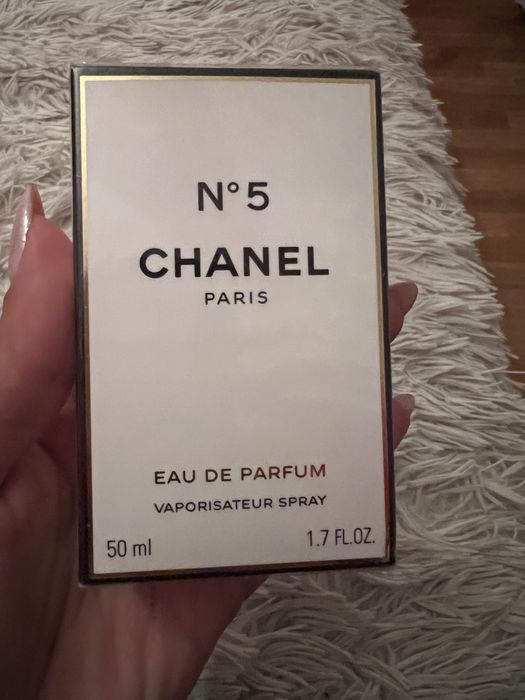 N°5
CHANEL
PARIS
EAU DE PARFUM
VAPORISATEUR SPRAY
50 ml 1.7 FL.OZ.